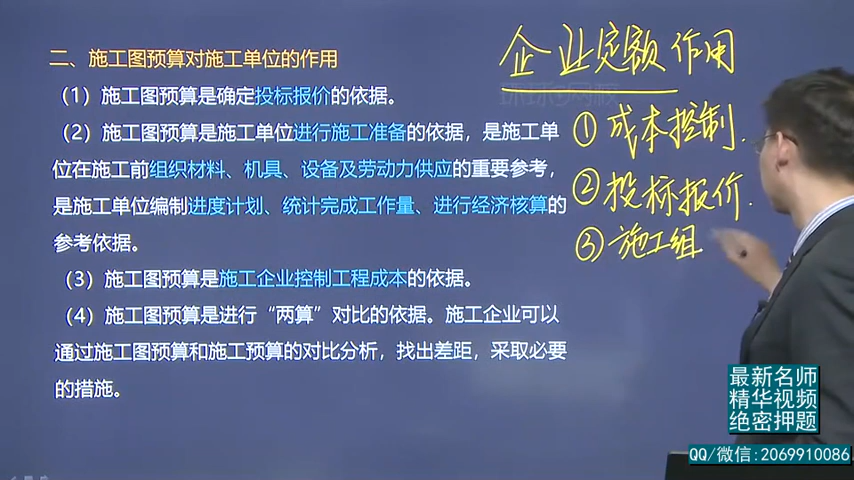 二、施工图预算对施工单位的作用
（1）施工图预算是确定投标报价的依据。
（2）施工图预算是施工单位进行施工准备的依据，是施工单
位在施工前组织材料、机具、设备及劳动力供应的重要参考，
是施工单位编制进度计划、统计完成工作量、进行经济核算的
参考依据。
（3）施工图预算是施工企业控制工程成本的依据。
（4）施工图预算是进行“两算”对比的依据。施工企业可以
通过施工图预算和施工预算的对比分析，找出差距，采取必要
的措施。
企业定额作用
环球网校
①成本控制.
②投标报价.
③施工组
最新名师
精华视频
绝密押题
QQ/微信:2069910086